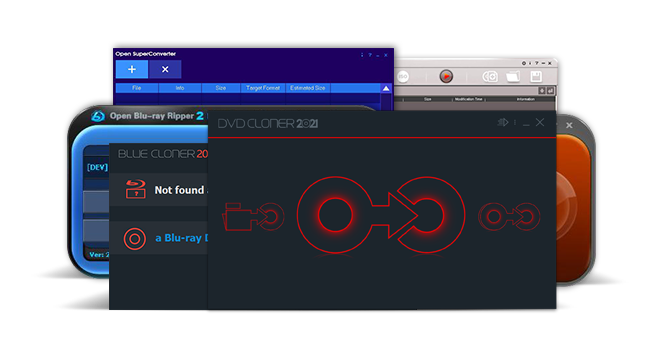 Open SuperConverter
File Info Size Target Format Estimated Size
Size Modification Time Information
Open Blu-ray Ripper 2
DVD CLONER 2021
BLUE CLONER 20
[DEV]
Not found
a Blu-ray D
Ver: 2